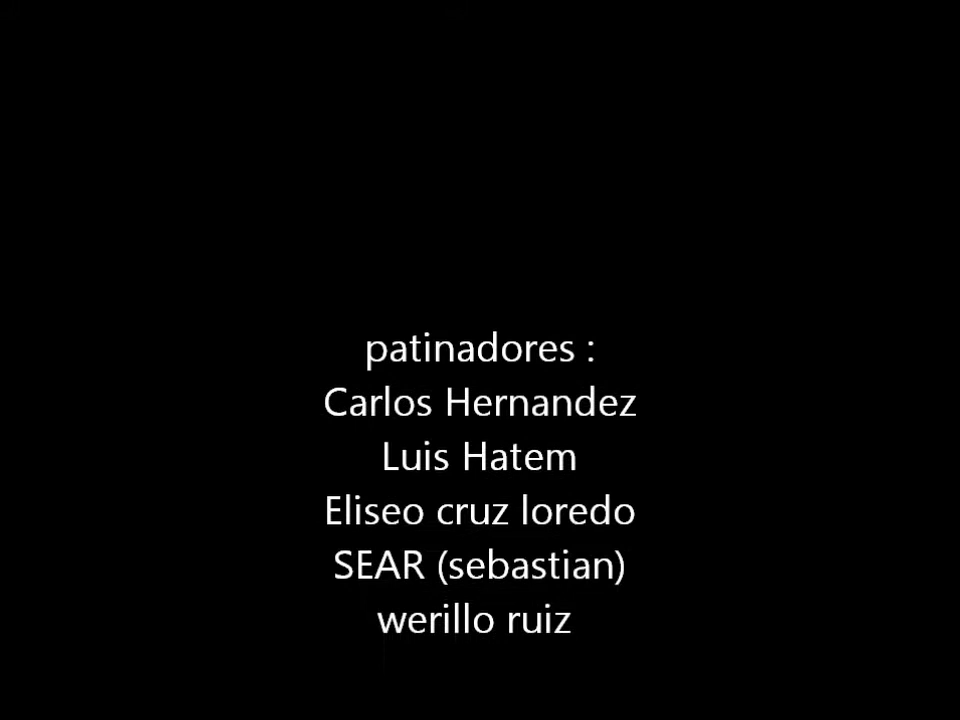 patinadores :
Carlos Hernandez
Luis Hatem
Eliseo cruz loredo
SEAR (sebastian)
werillo ruiz